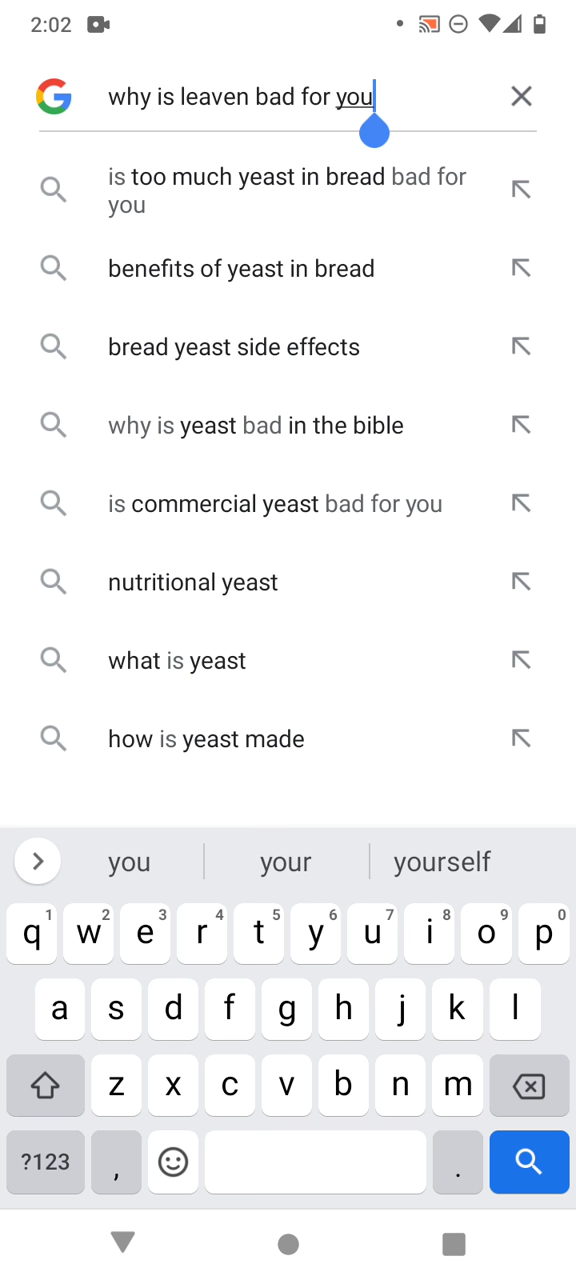 2:02
why is leaven bad for you
is too much yeast in bread bad for
you
benefits of yeast in bread
bread yeast side effects
why is yeast bad in the bible
is commercial yeast bad for you
nutritional yeast
what is yeast
how is yeast made
you your yourself
1 2 3 4 5 6 7 8 9 0
q w e r t y u i o p
a s d f g h j k l
z x c v b n m
?123 , .